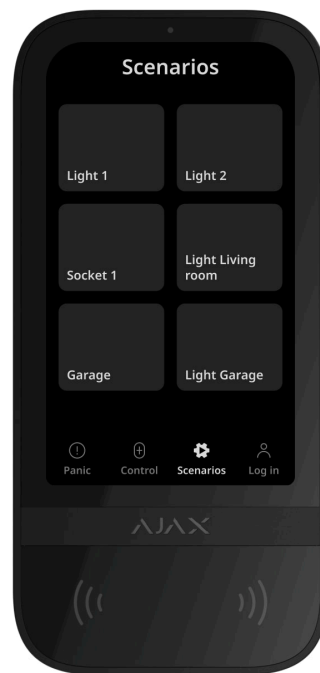 Scenarios
Light 1
Light 2
Socket 1
Light Living
room
Garage
Light Garage
Panic
Control
Scenarios
Log in
AJAX